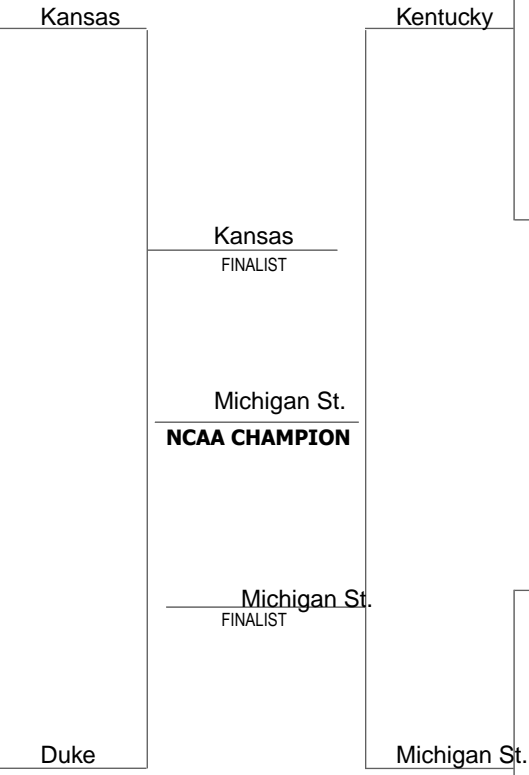 Kansas
Kentucky
Kansas
FINALIST
Michigan St.
NCAA CHAMPION
Michigan St.
FINALIST
Duke
Michigan St.